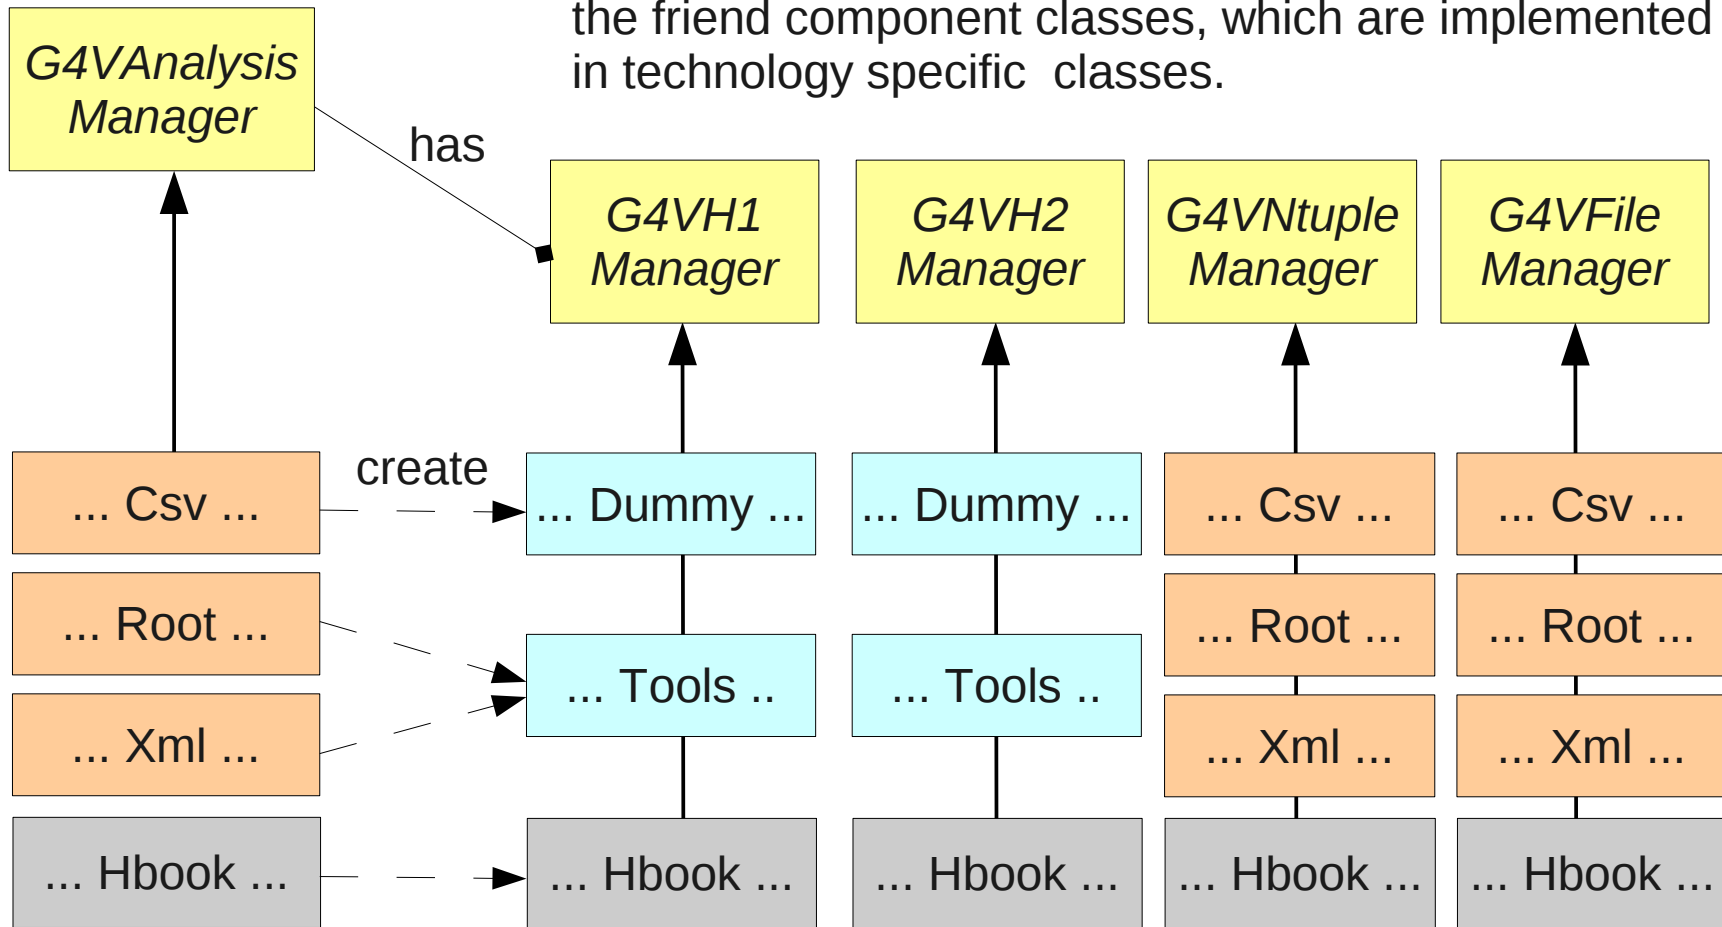 the friend component classes, which are implemented
in technology specific classes.
G4VAnalysis
Manager
has
G4VH1
Manager
G4VH2
Manager
G4VNtuple
Manager
G4VFile
Manager
create
... Csv ...
... Dummy ...
... Dummy ...
... Csv ...
... Csv ...
... Root ...
... Root ...
... Root ...
... Tools ..
... Tools ..
... Xml ...
... Xml ...
... Xml ...
... Hbook ...
... Hbook ...
... Hbook ...
... Hbook ...
... Hbook ...